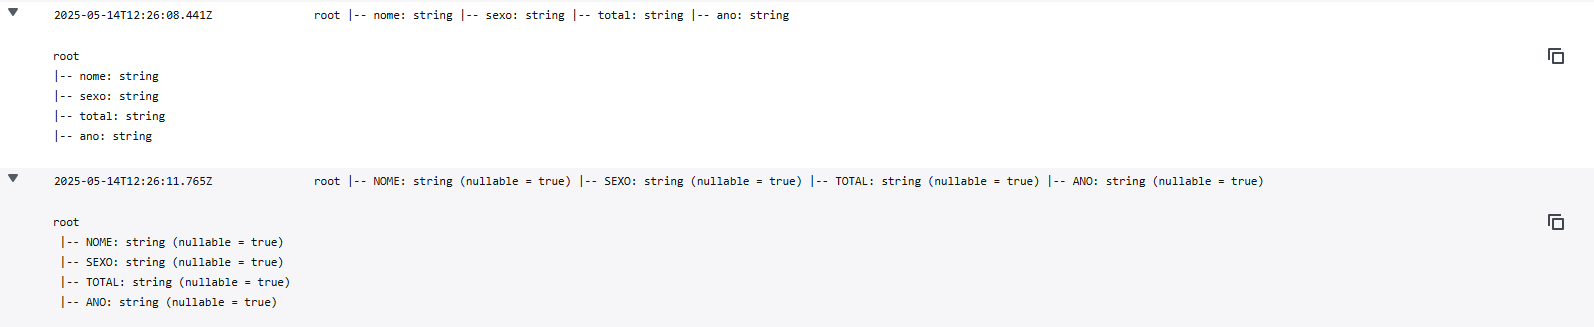 2025-05-14T12:26:08.441Z root |-- nome: string |-- sexo: string |-- total: string |-- ano: string
root
|-- nome: string
|-- sexo: string
|-- total: string
|-- ano: string
2025-05-14T12:26:11.765Z root |-- NOME: string (nullable = true) |-- SEXO: string (nullable = true) |-- TOTAL: string (nullable = true) |-- ANO: string (nullable = true)
root
|-- NOME: string (nullable = true)
|-- SEXO: string (nullable = true)
|-- TOTAL: string (nullable = true)
|-- ANO: string (nullable = true)